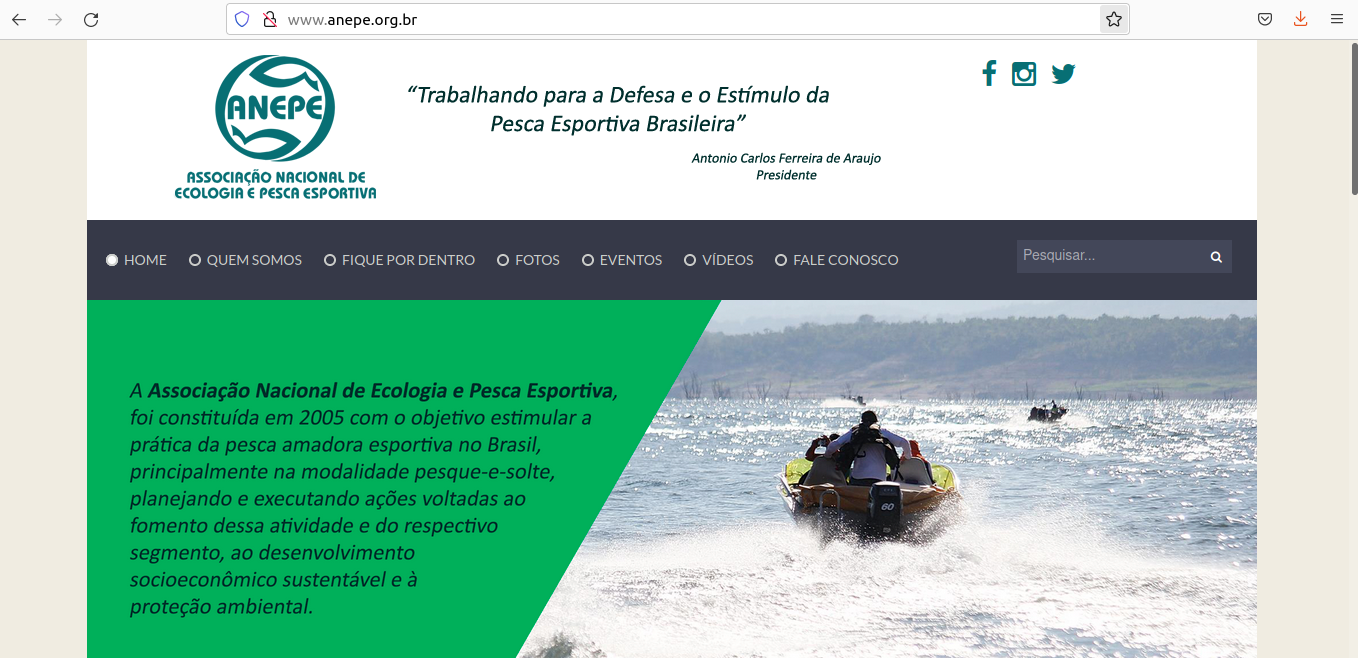 www.anepe.org.br
ANEPE
ASSOCIAÇÃO NACIONAL DE
ECOLOGIA E PESCA ESPORTIVA
“Trabalhando para a Defesa e o Estímulo da
Pesca Esportiva Brasileira”
Antonio Carlos Ferreira de Araujo
Presidente
HOME QUEM SOMOS FIQUE POR DENTRO FOTOS EVENTOS VÍDEOS FALE CONOSCO Pesquisar...
A Associação Nacional de Ecologia e Pesca Esportiva,
foi constituída em 2005 com o objetivo estimular a
prática da pesca amadora esportiva no Brasil,
principalmente na modalidade pesque-e-solte,
planejando e executando ações voltadas ao
fomento dessa atividade e do respectivo
segmento, ao desenvolvimento
socioeconômico sustentável e à
proteção ambiental.
60